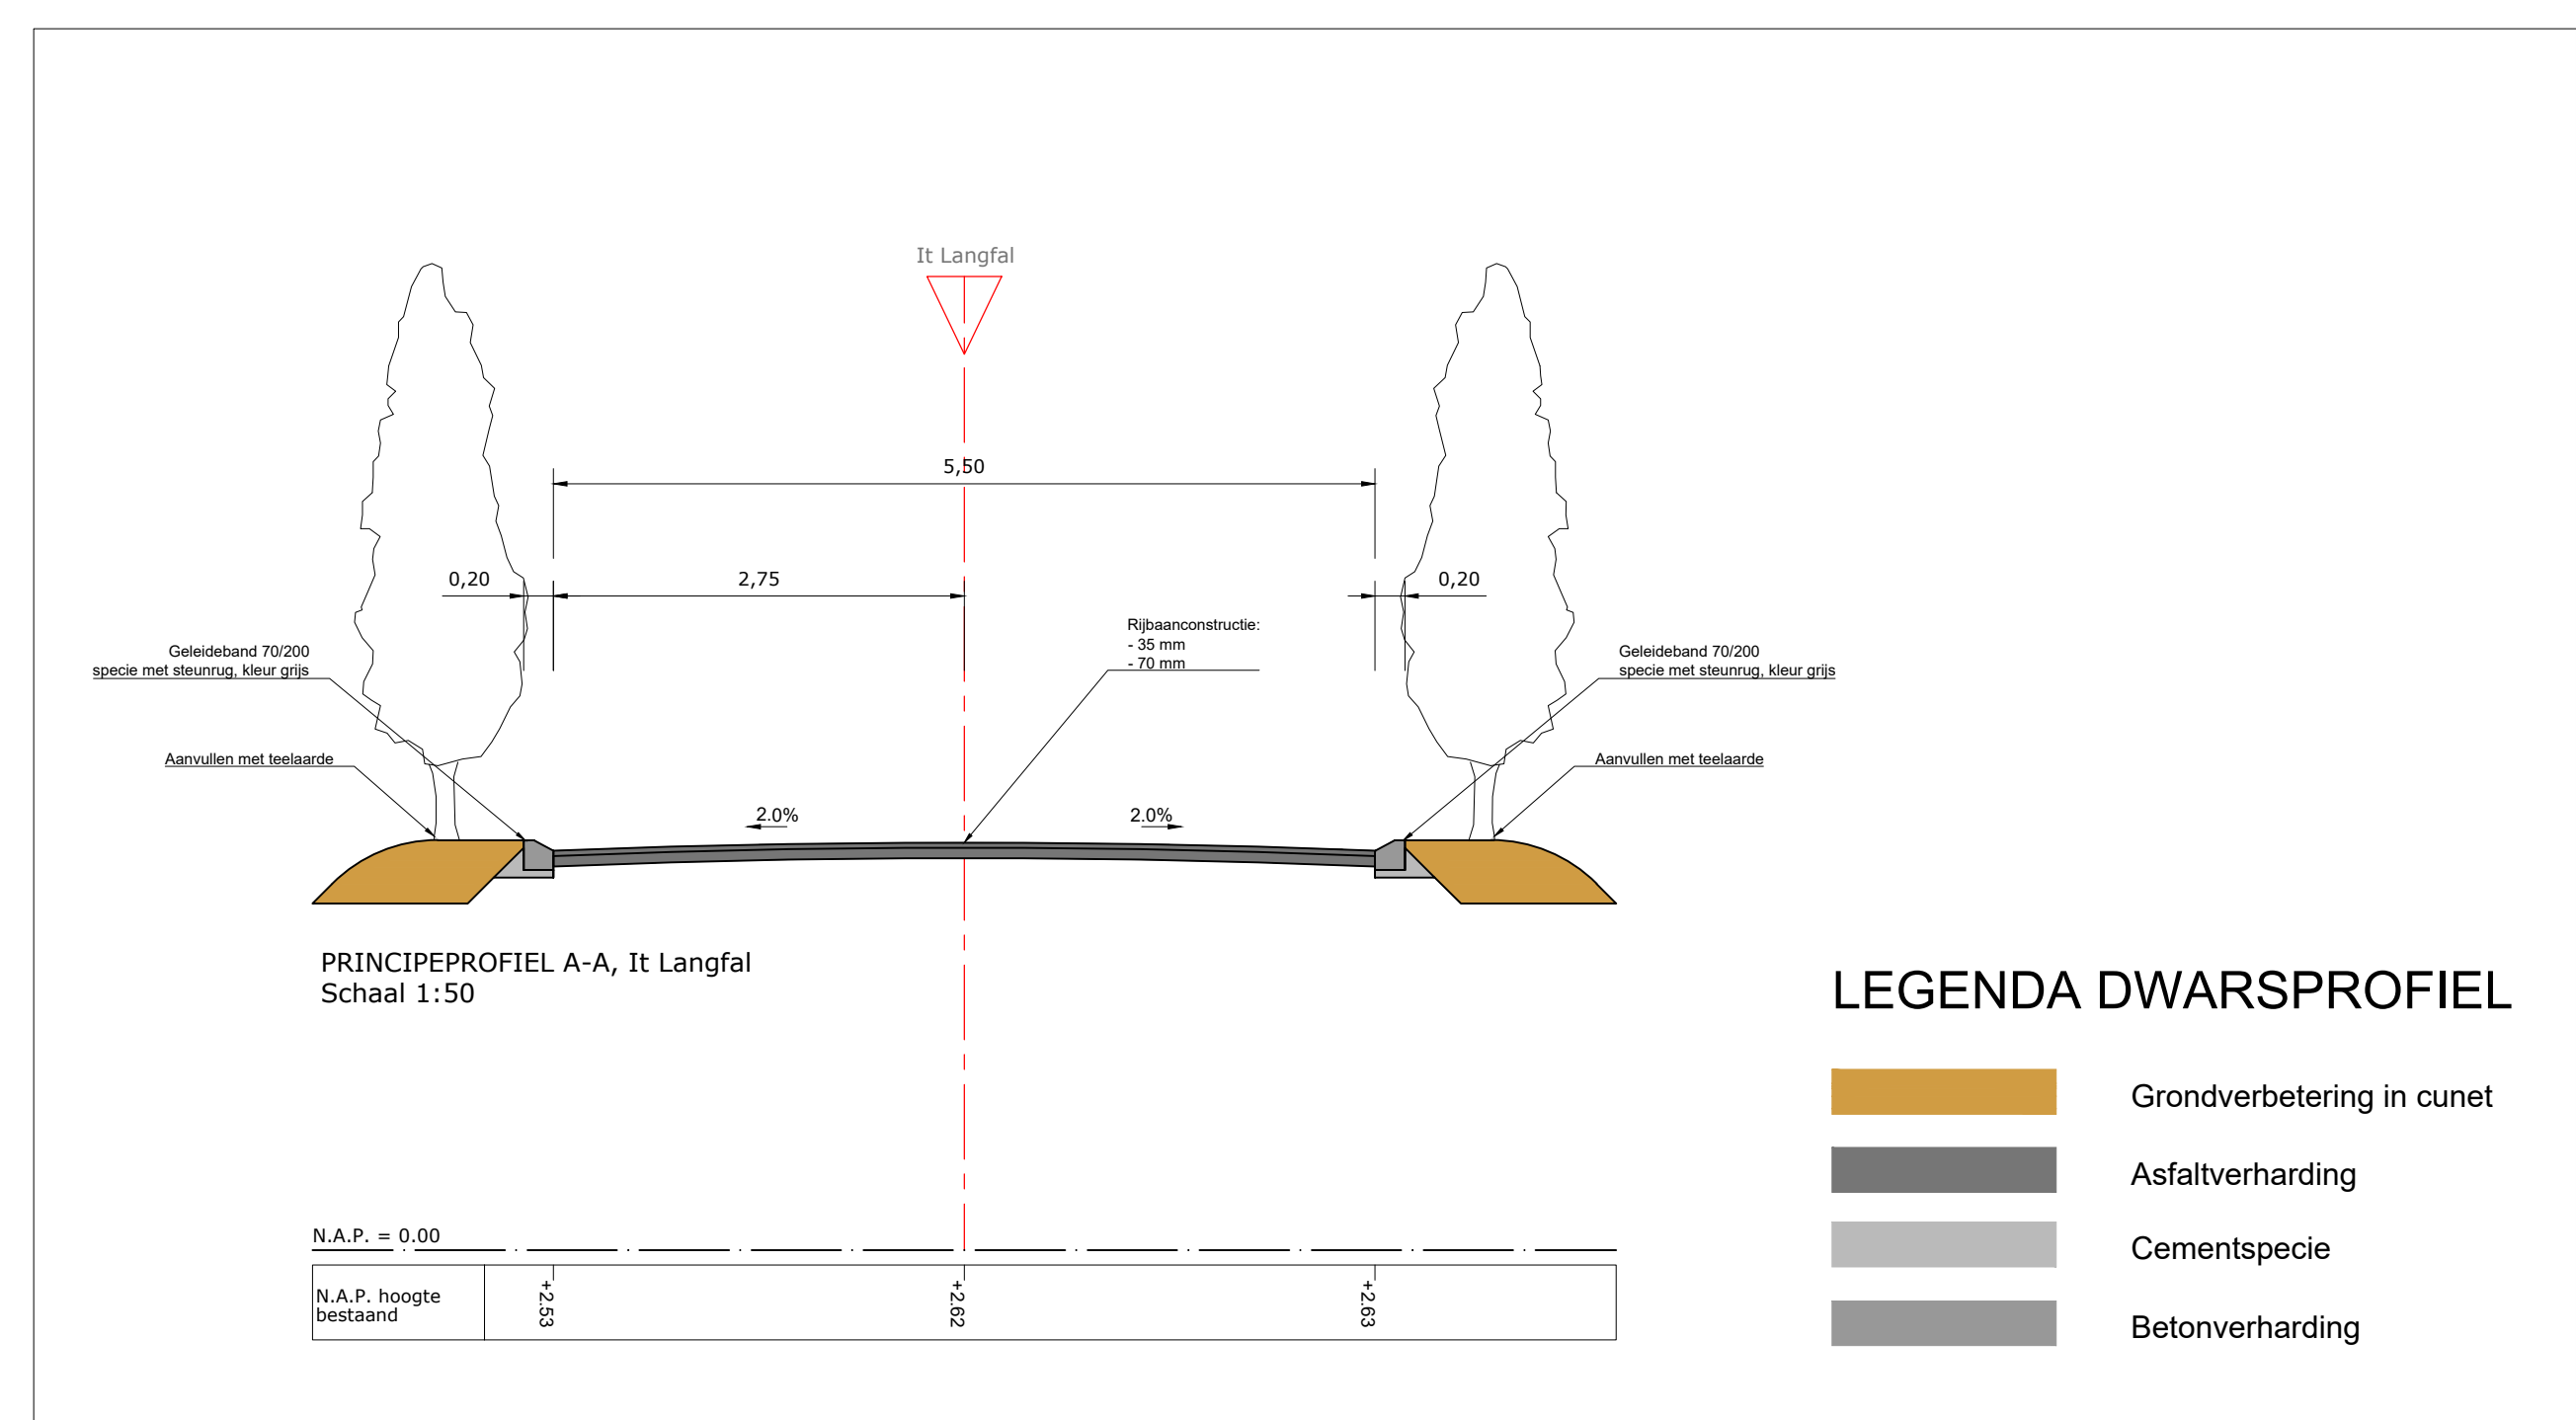 It Langfal
5,50
0,20
2,75
0,20
Rijbaanconstructie:
- 35 mm
- 70 mm
Geleideband 70/200
specie met steunrug, kleur grijs
Geleideband 70/200
specie met steunrug, kleur grijs
Aanvullen met teelaarde
Aanvullen met teelaarde
2.0%
2.0%
PRINCIPEPROFIEL A-A, It Langfal
Schaal 1:50
LEGENDA DWARSPROFIEL
Grondverbetering in cunet
Asfaltverharding
Cementspecie
Betonverharding
N.A.P. = 0.00
N.A.P. hoogte
bestaand
+2.53
+2.62
+2.63